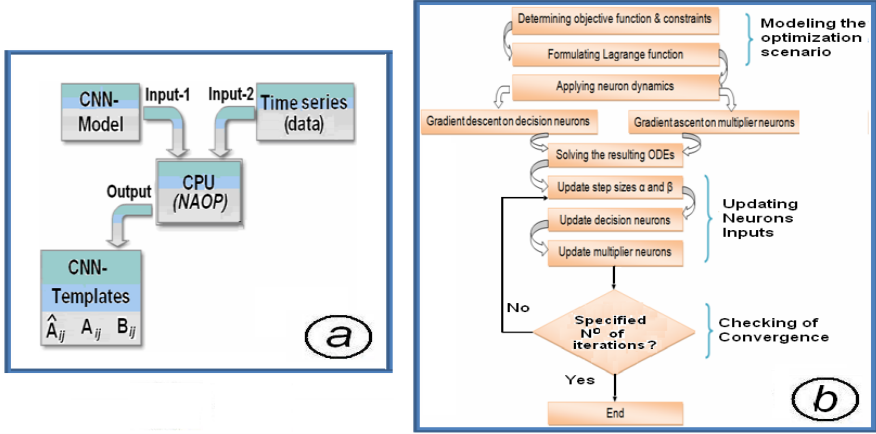 CNN-
Model
Input-1
Input-2
Time series
(data)
CPU
(NAOP)
Output
CNN-
Templates
Âij Aij Bij
a
Determining objective function & constraints
Formulating Lagrange function
Modeling the
optimization
scenario
Applying neuron dynamics
Gradient descent on decision neurons
Gradient ascent on multiplier neurons
Solving the resulting ODEs
Update step sizes α and β
Update decision neurons
Update multiplier neurons
Updating
Neurons
Inputs
No
Specified
Nº of
iterations ?
Checking of
Convergence
Yes
End
b